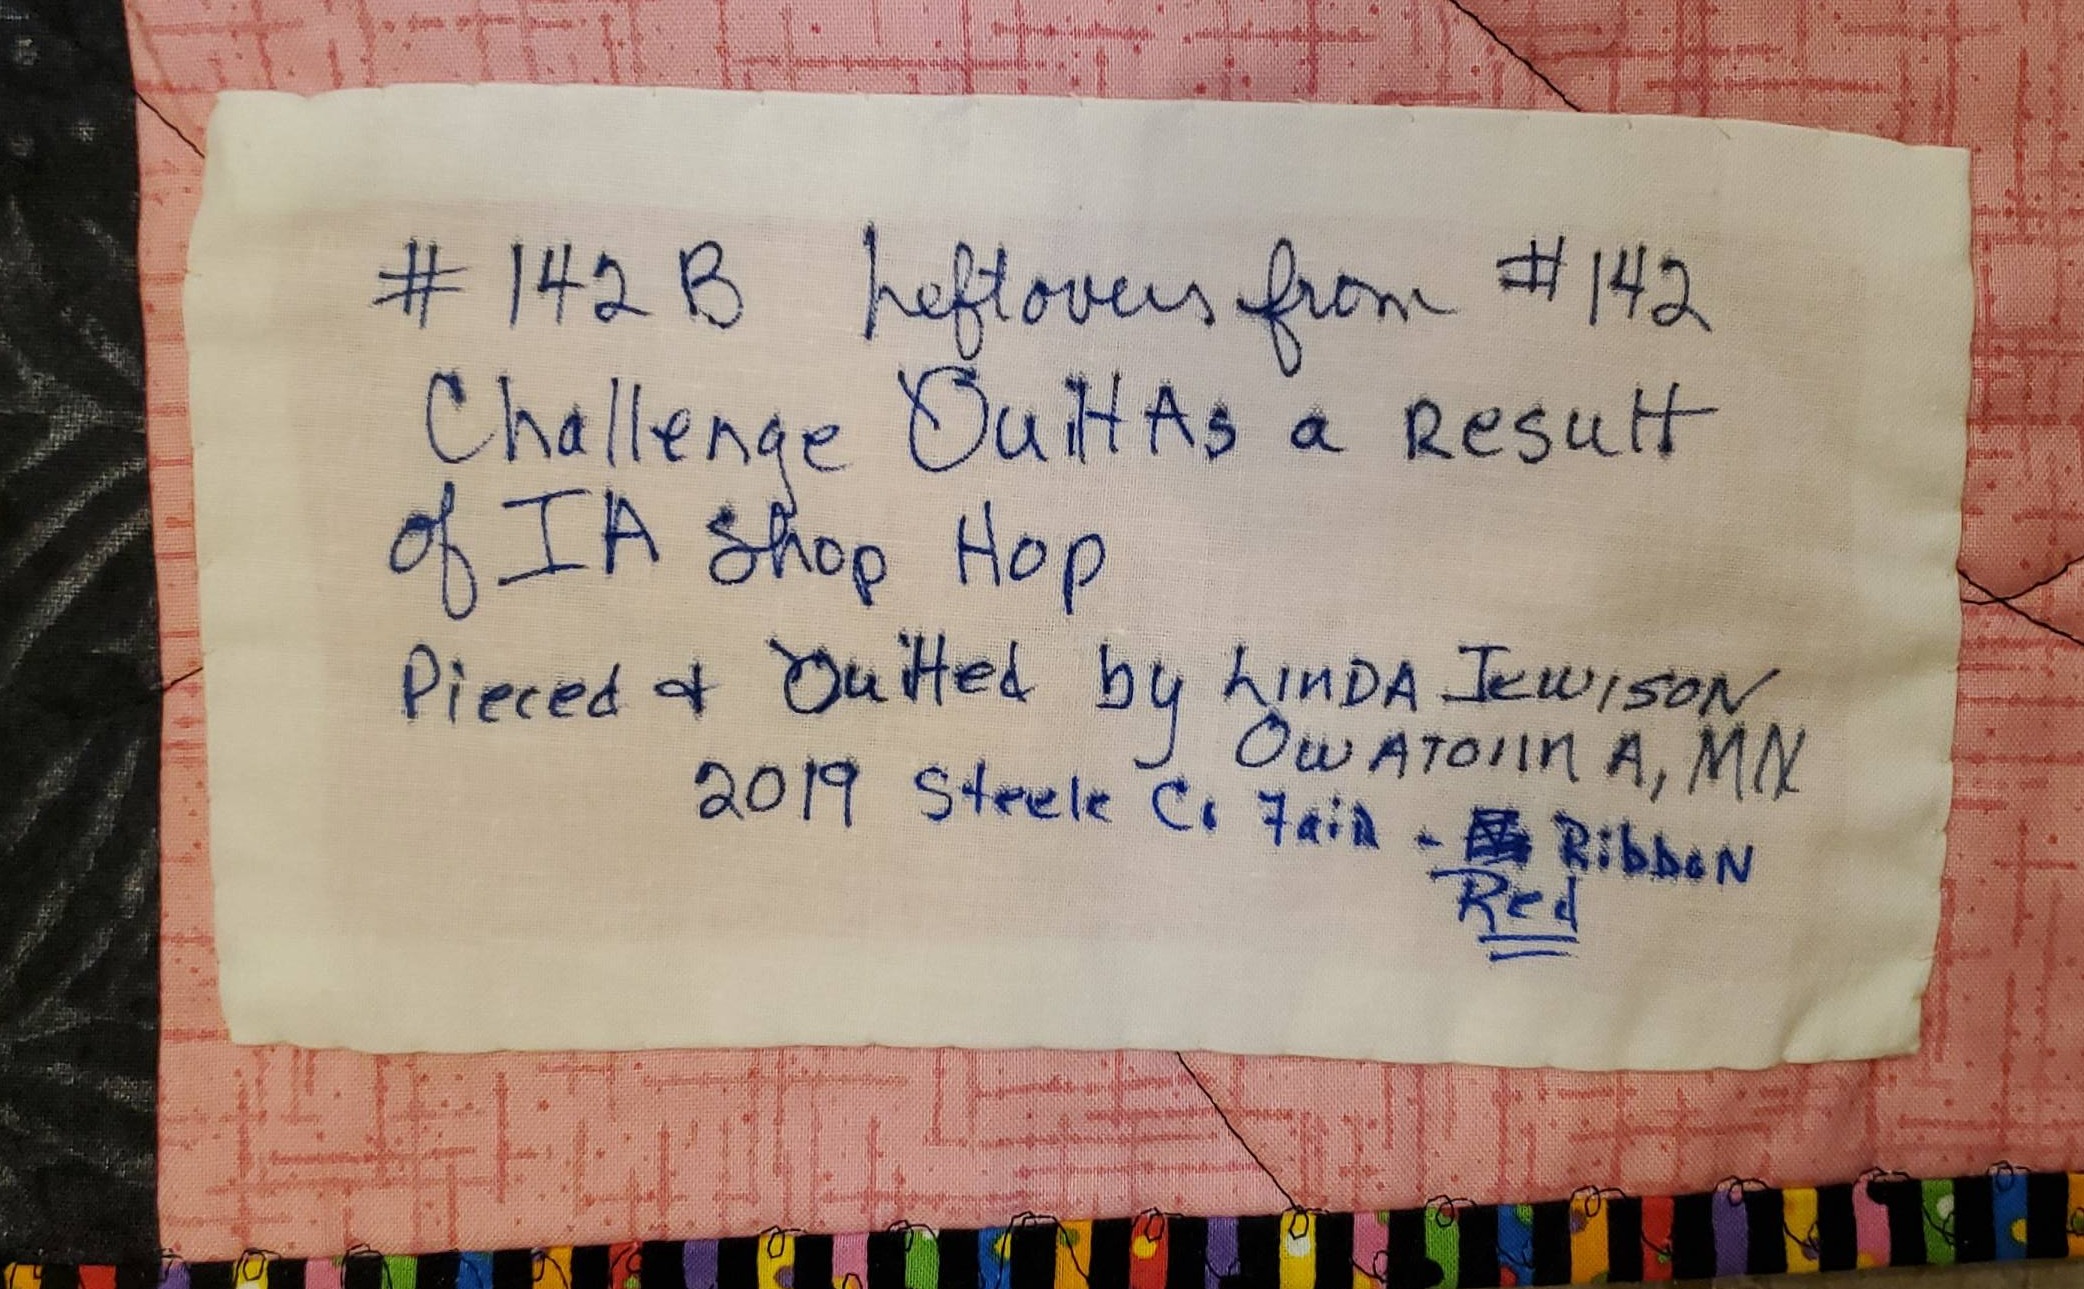 # 142 B Leftovers from # 142
Challenge Quilt As a Result
of IA Shop Hop
Pieced & Quilted by LINDA JEWISON
OWATONNA, MN
2019 Steele Co Fair - Ribbon
Red